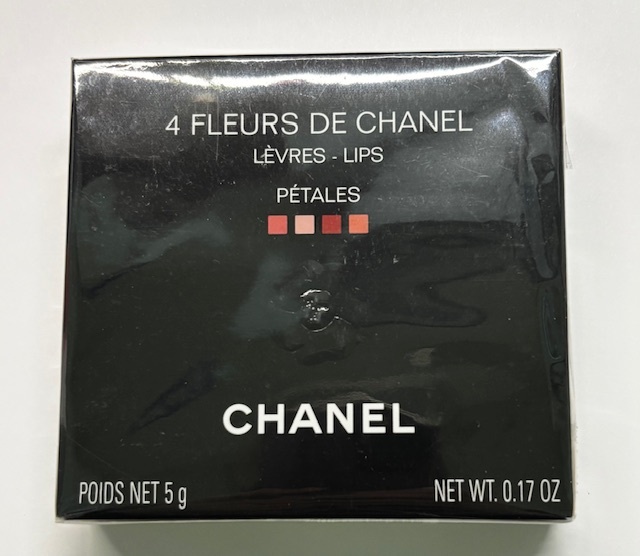 4 FLEURS DE CHANEL
LÈVRES - LIPS
PÉTALES
CHANEL
POIDS NET 5 g
NET WT. 0.17 OZ